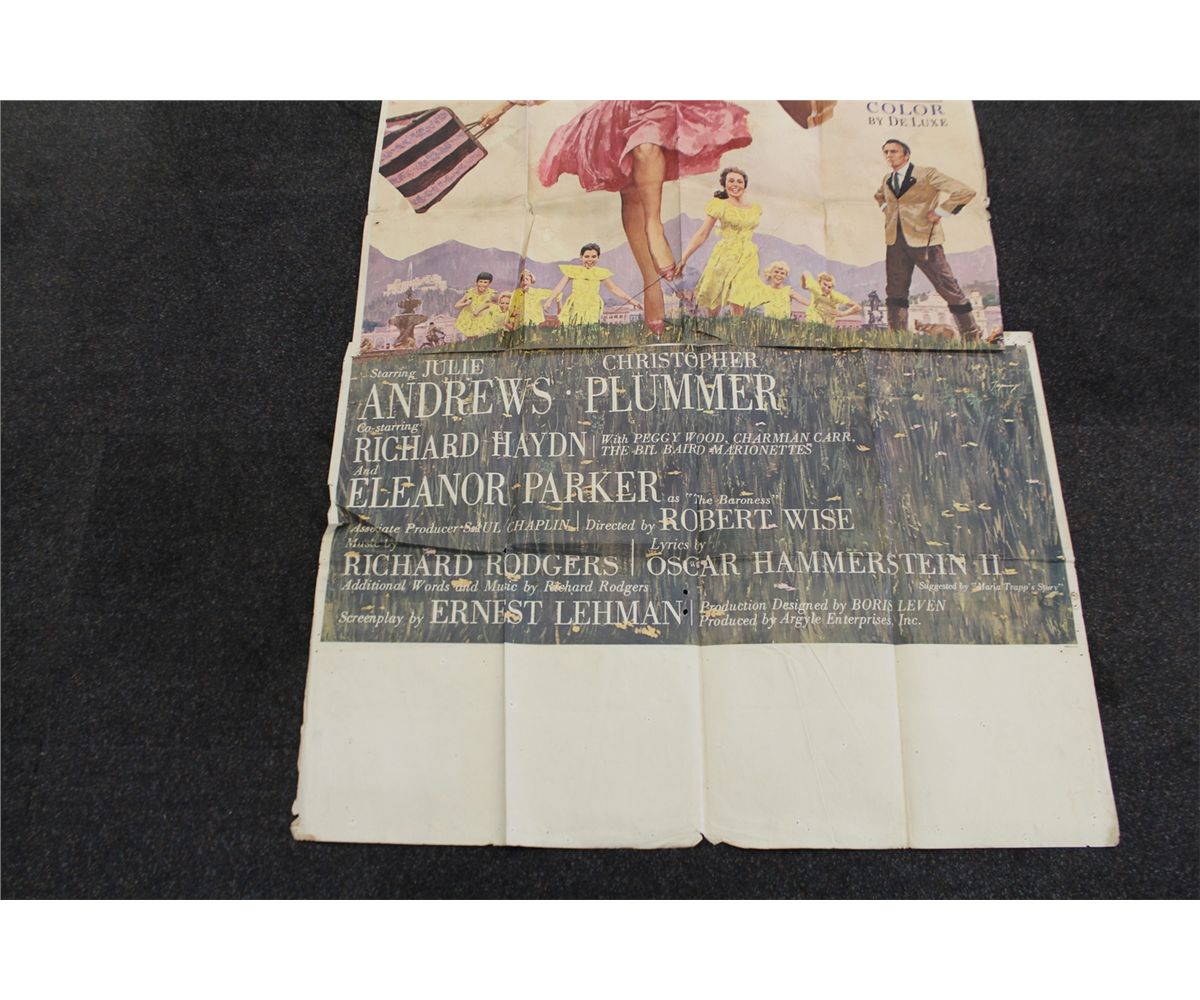 COLOR
BY DE LUXE
Starring JULIE CHRISTOPHER
ANDREWS · PLUMMER
Co-starring
RICHARD HAYDN | With PEGGY WOOD, CHARMIAN CARR,
THE BIL BAIRD MARIONETTES
And
ELEANOR PARKER as "The Baroness"
Associate Producer SAUL CHAPLIN | Directed by ROBERT WISE
Music by Lyrics by
RICHARD RODGERS | OSCAR HAMMERSTEIN II
Additional Words and Music by Richard Rodgers Suggested by "Maria Trapp's Story"
Screenplay by ERNEST LEHMAN | Production Designed by BORIS LEVEN
Produced by Argyle Enterprises, Inc.